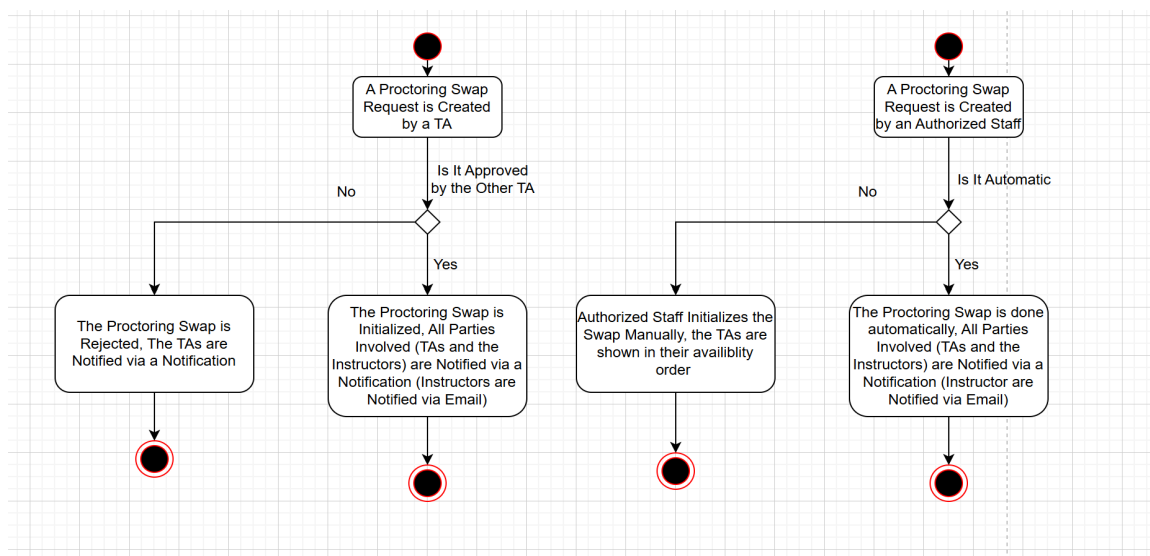 A Proctoring Swap
Request is Created
by a TA
Is It Approved
by the Other TA
No
Yes
The Proctoring Swap is
Rejected, The TAs are
Notified via a Notification
The Proctoring Swap is
Initialized, All Parties
Involved (TAs and the
Instructors) are Notified via a
Notification (Instructors are
Notified via Email)
A Proctoring Swap
Request is Created
by an Authorized Staff
Is It Automatic
No
Yes
Authorized Staff Initializes the
Swap Manually, the TAs are
shown in their availiblity
order
The Proctoring Swap is done
automatically, All Parties
Involved (TAs and the
Instructors) are Notified via a
Notification (Instructor are
Notified via Email)